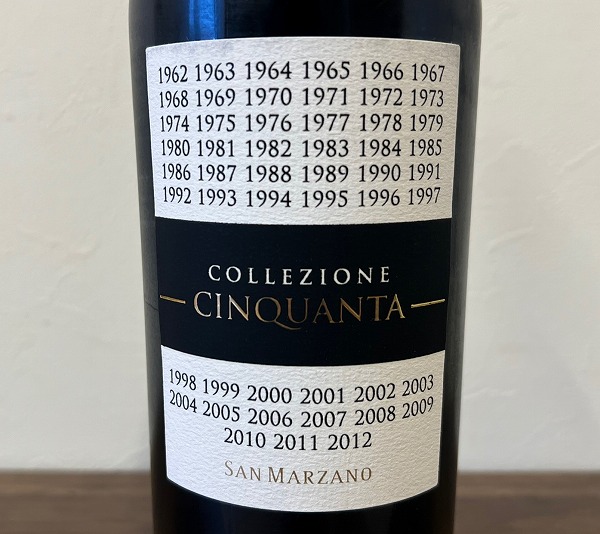 1962 1963 1964 1965 1966 1967
1968 1969 1970 1971 1972 1973
1974 1975 1976 1977 1978 1979
1980 1981 1982 1983 1984 1985
1986 1987 1988 1989 1990 1991
1992 1993 1994 1995 1996 1997
COLLEZIONE
CINQUANTA
1998 1999 2000 2001 2002 2003
2004 2005 2006 2007 2008 2009
2010 2011 2012
SAN MARZANO